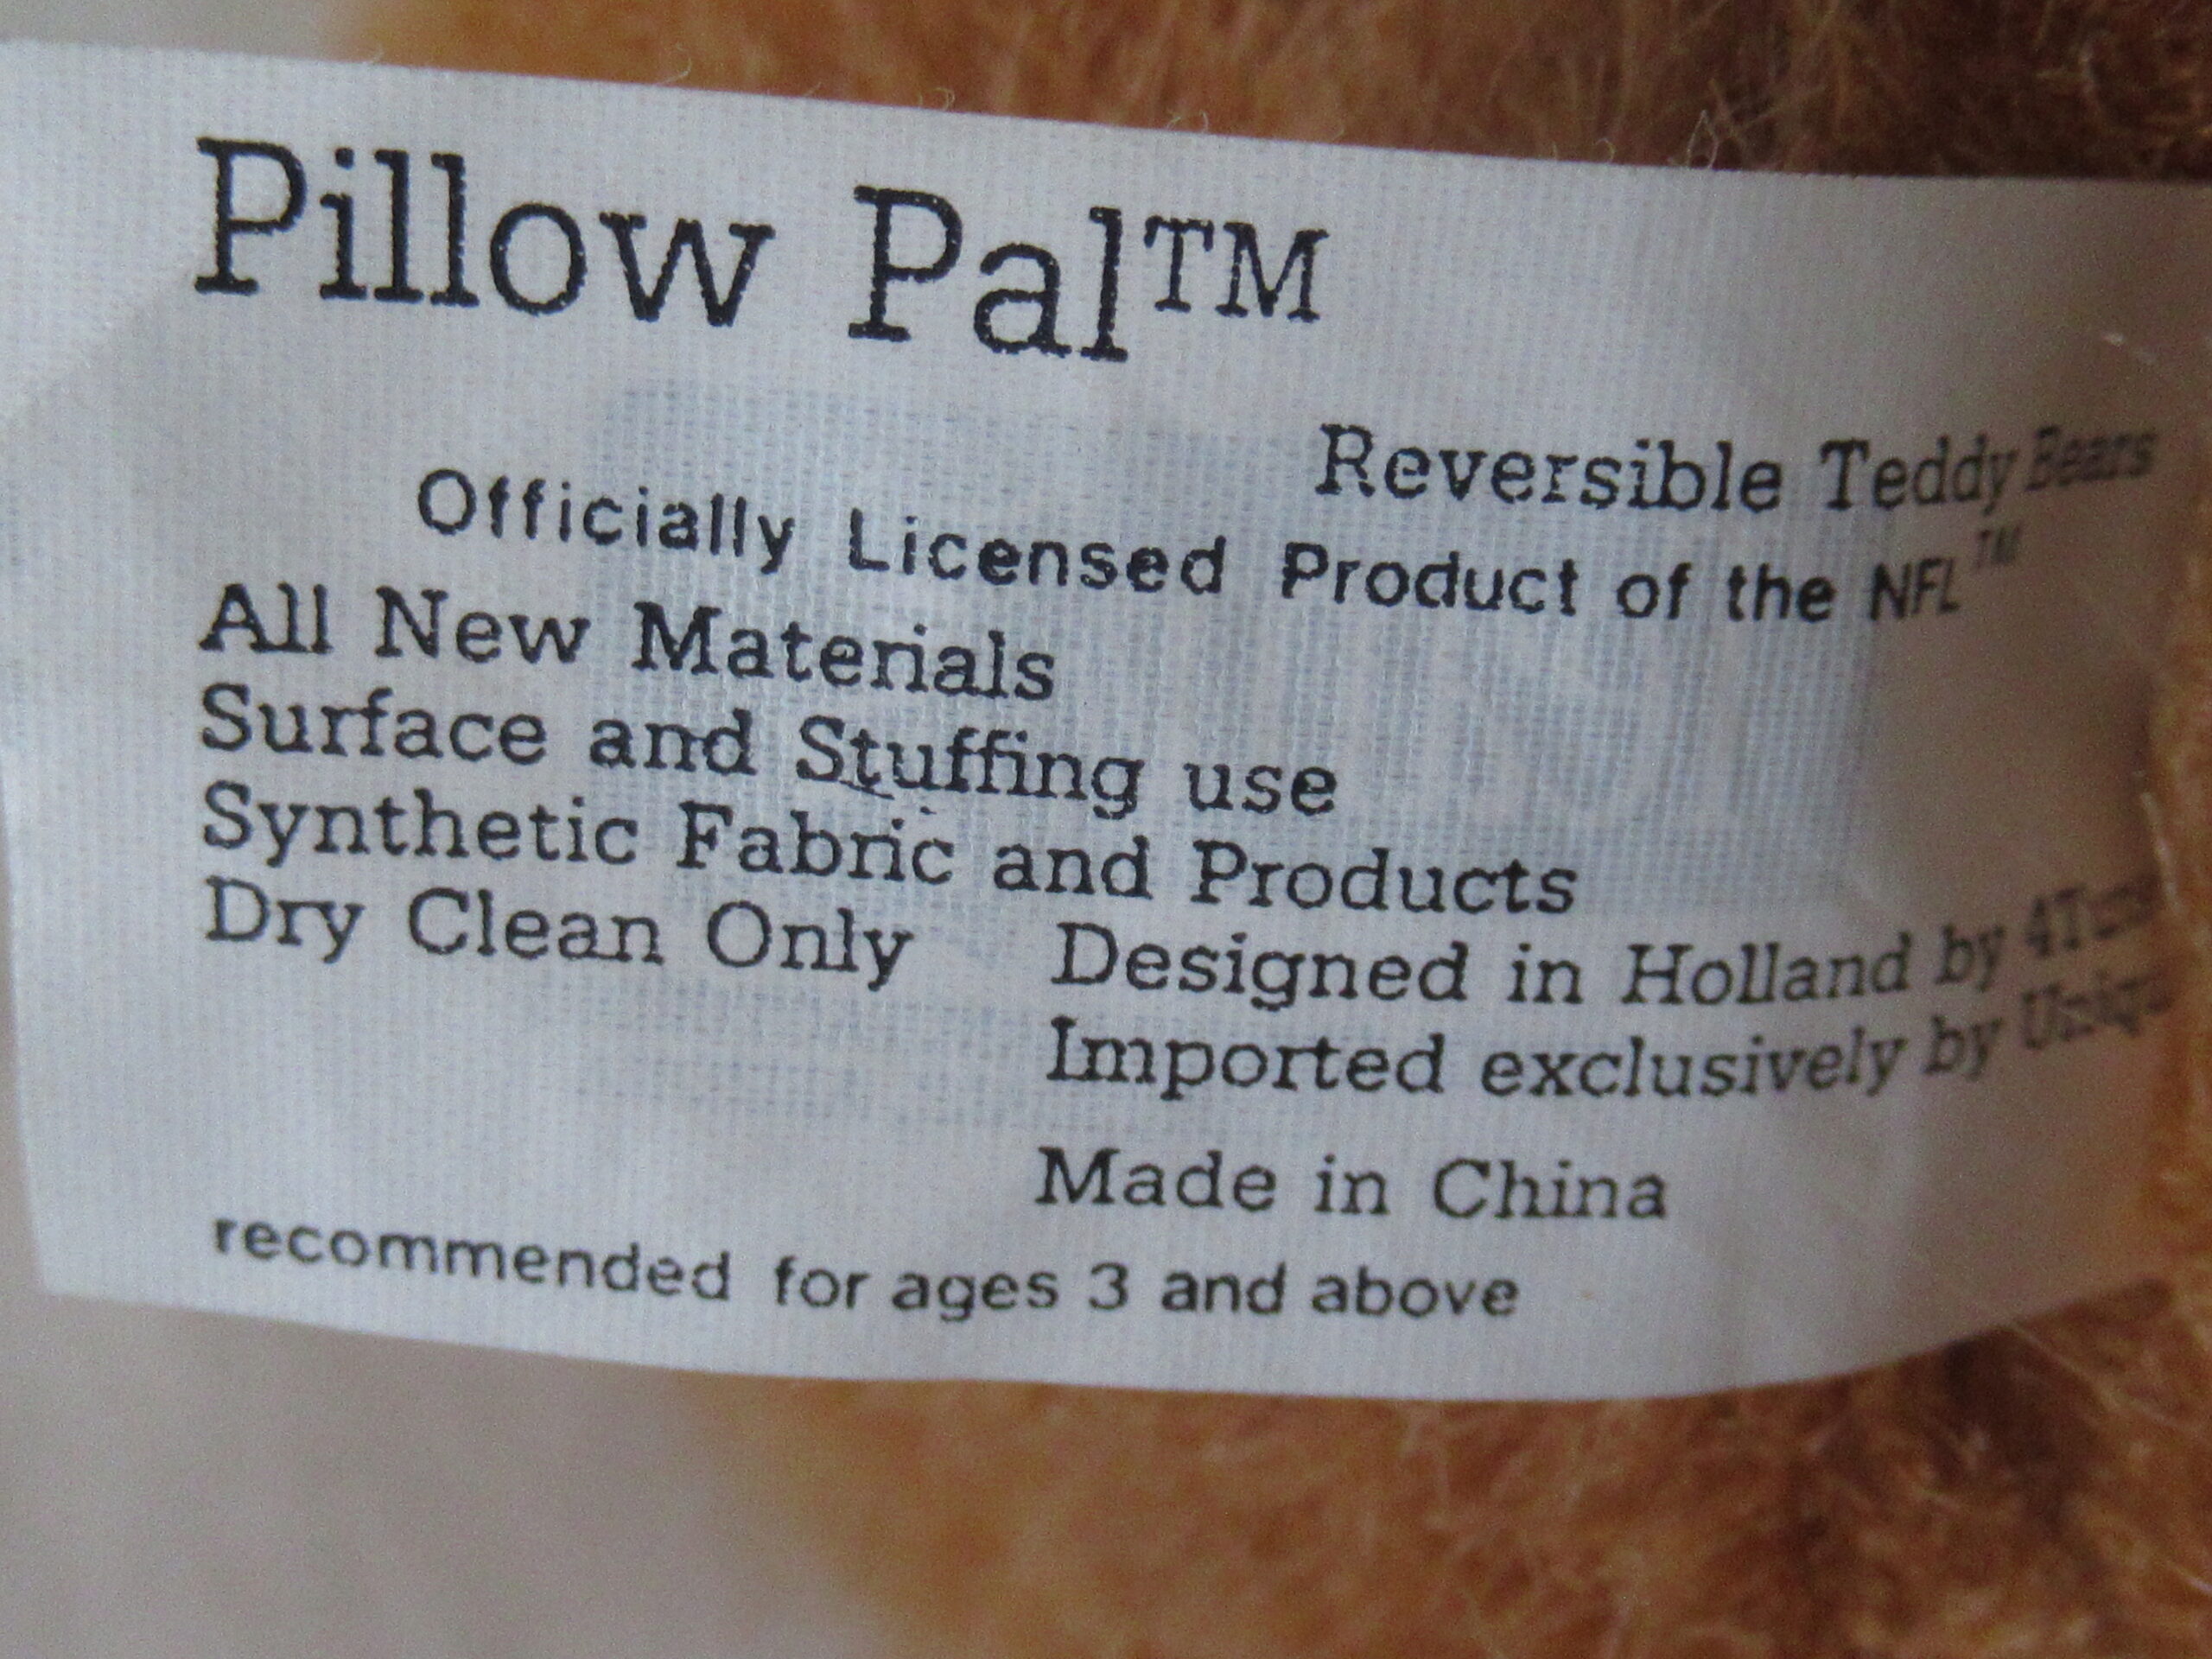 Pillow Pal™
Reversible Teddy Bears
Officially Licensed Product of the NFL™
All New Materials
Surface and Stuffing use
Synthetic Fabric and Products
Dry Clean Only
Designed in Holland by
Imported exclusively by
Made in China
recommended for ages 3 and above